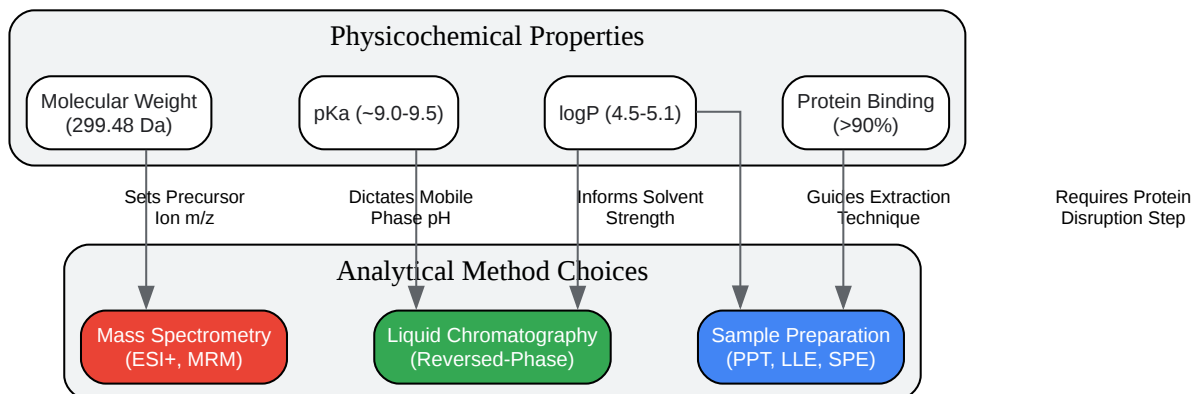 Physicochemical Properties
Molecular Weight
(299.48 Da)
pKa (~9.0-9.5)
logP (4.5-5.1)
Protein Binding
(>90%)
Sets Precursor
Ion m/z
Dictates Mobile
Phase pH
Informs Solvent
Strength
Guides Extraction
Technique
Requires Protein
Disruption Step
Analytical Method Choices
Mass Spectrometry
(ESI+, MRM)
Liquid Chromatography
(Reversed-Phase)
Sample Preparation
(PPT, LLE, SPE)